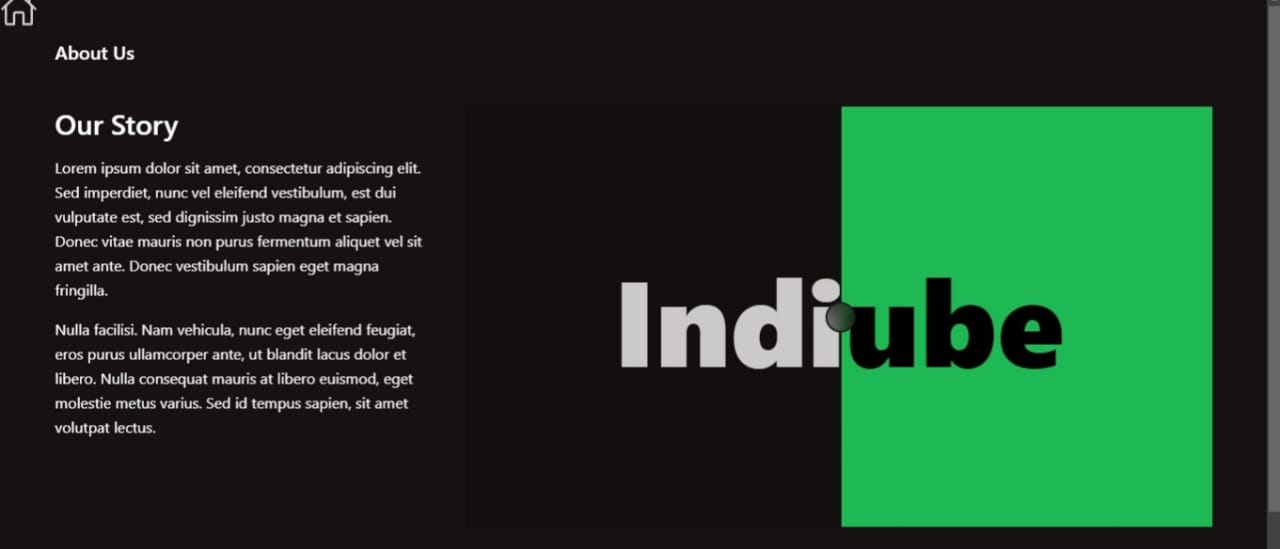 About Us
Our Story
Lorem ipsum dolor sit amet, consectetur adipiscing elit.
Sed imperdiet, nunc vel eleifend vestibulum, est dui
vulputate est, sed dignissim justo magna et sapien.
Donec vitae mauris non purus fermentum aliquet vel sit
amet ante. Donec vestibulum sapien eget magna
fringilla.
Nulla facilisi. Nam vehicula, nunc eget eleifend feugiat,
eros purus ullamcorper ante, ut blandit lacus dolor et
libero. Nulla consequat mauris at libero euismod, eget
molestie metus varius. Sed id tempus sapien, sit amet
volutpat lectus.
Indiube